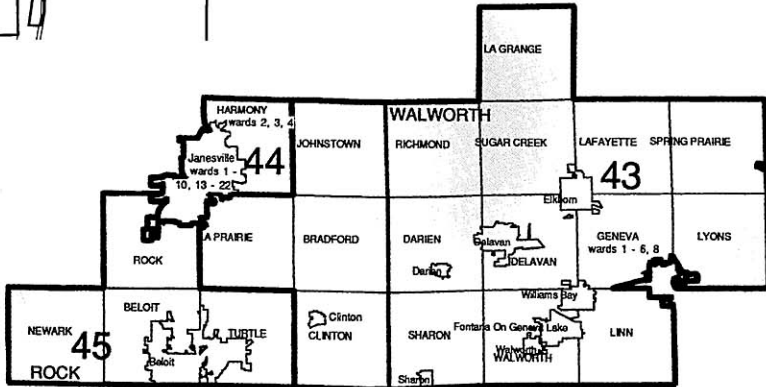 LA GRANGE
HARMONY
wards 2, 3, 4
WALWORTH
Janesville
wards 1 -
10, 13 - 22
44
JOHNSTOWN
RICHMOND
SUGAR CREEK
LAFAYETTE
SPRING PRAIRIE
43
Elkhorn
ROCK
LA PRAIRIE
BRADFORD
DARIEN
Darien
Delavan
DELAVAN
GENEVA
wards 1 - 6, 8
LYONS
Williams Bay
NEWARK
45
ROCK
BELOIT
Beloit
TURTLE
Clinton
CLINTON
SHARON
Sharon
Fontana On Geneva Lake
Walworth
WALWORTH
LINN